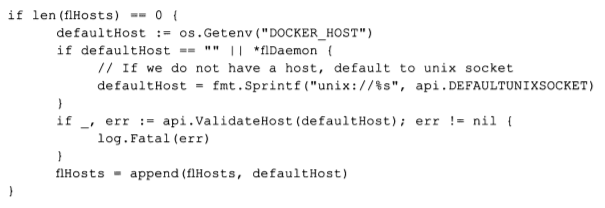 if len(flHosts) == 0 {
defaultHost := os.Getenv("DOCKER_HOST")
if defaultHost == "" || *flDaemon {
// If we do not have a host, default to unix socket
defaultHost = fmt.Sprintf("unix://%s", api.DEFAULTUNIXSOCKET)
}
if _, err := api.ValidateHost(defaultHost); err != nil {
log.Fatal(err)
}
flHosts = append(flHosts, defaultHost)
}